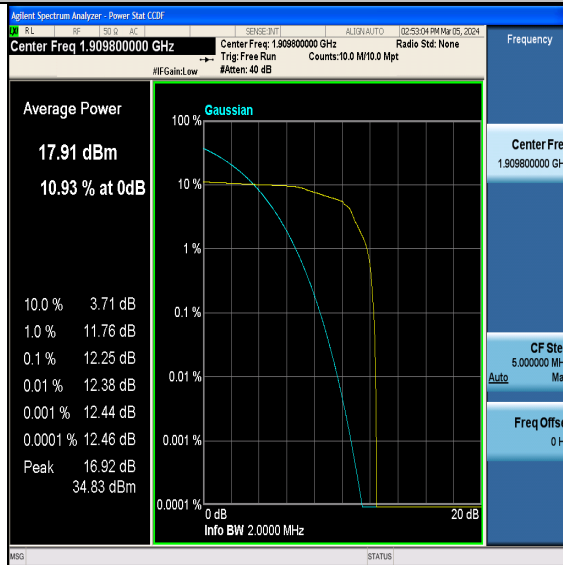 Agilent Spectrum Analyzer - Power Stat CCDF
LXI RL RF 50 Ω AC SENSE:INT ALIGN AUTO 02:53:04 PM Mar 05, 2024
Center Freq 1.909800000 GHz
Center Freq: 1.909800000 GHz Radio Std: None
Trig: Free Run Counts:10.0 M/10.0 Mpt
#IFGain:Low #Atten: 40 dB
Frequency
Average Power
17.91 dBm
10.93 % at 0dB
10.0 % 3.71 dB
1.0 % 11.76 dB
0.1 % 12.25 dB
0.01 % 12.38 dB
0.001 % 12.44 dB
0.0001 % 12.46 dB
Peak 16.92 dB
34.83 dBm
Gaussian
100 %
10 %
1 %
0.1 %
0.01 %
0.001 %
0.0001 %
0 dB 20 dB
Info BW 2.0000 MHz
Center Fre
1.909800000 GH
CF Ste
5.000000 MH
Auto Ma
Freq Offse
0 H
MSG STATUS